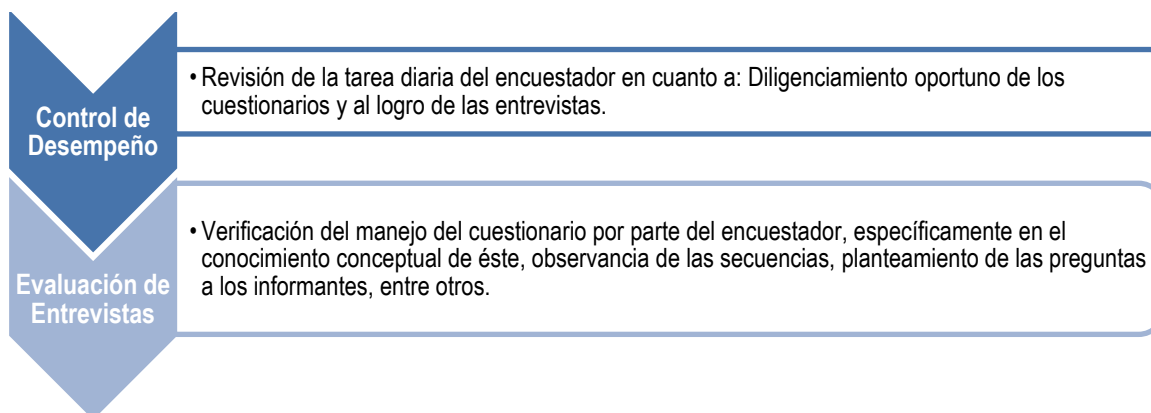 Control de
Desempeño
• Revisión de la tarea diaria del encuestador en cuanto a: Diligenciamiento oportuno de los
cuestionarios y al logro de las entrevistas.
Evaluación de
Entrevistas
• Verificación del manejo del cuestionario por parte del encuestador, específicamente en el
conocimiento conceptual de éste, observancia de las secuencias, planteamiento de las preguntas
a los informantes, entre otros.